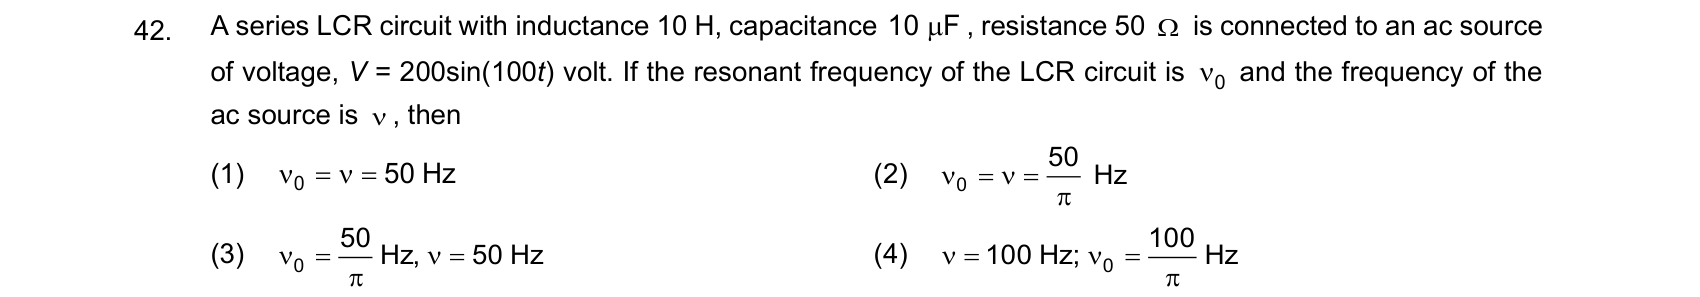 42. A series LCR circuit with inductance 10 H, capacitance 10 μF , resistance 50 Ω is connected to an ac source
of voltage, V = 200sin(100t) volt. If the resonant frequency of the LCR circuit is ν₀ and the frequency of the
ac source is ν , then
(1) ν₀ = ν = 50 Hz (2) ν₀ = ν = 50/π Hz
(3) ν₀ = 50/π Hz, ν = 50 Hz (4) ν = 100 Hz; ν₀ = 100/π Hz